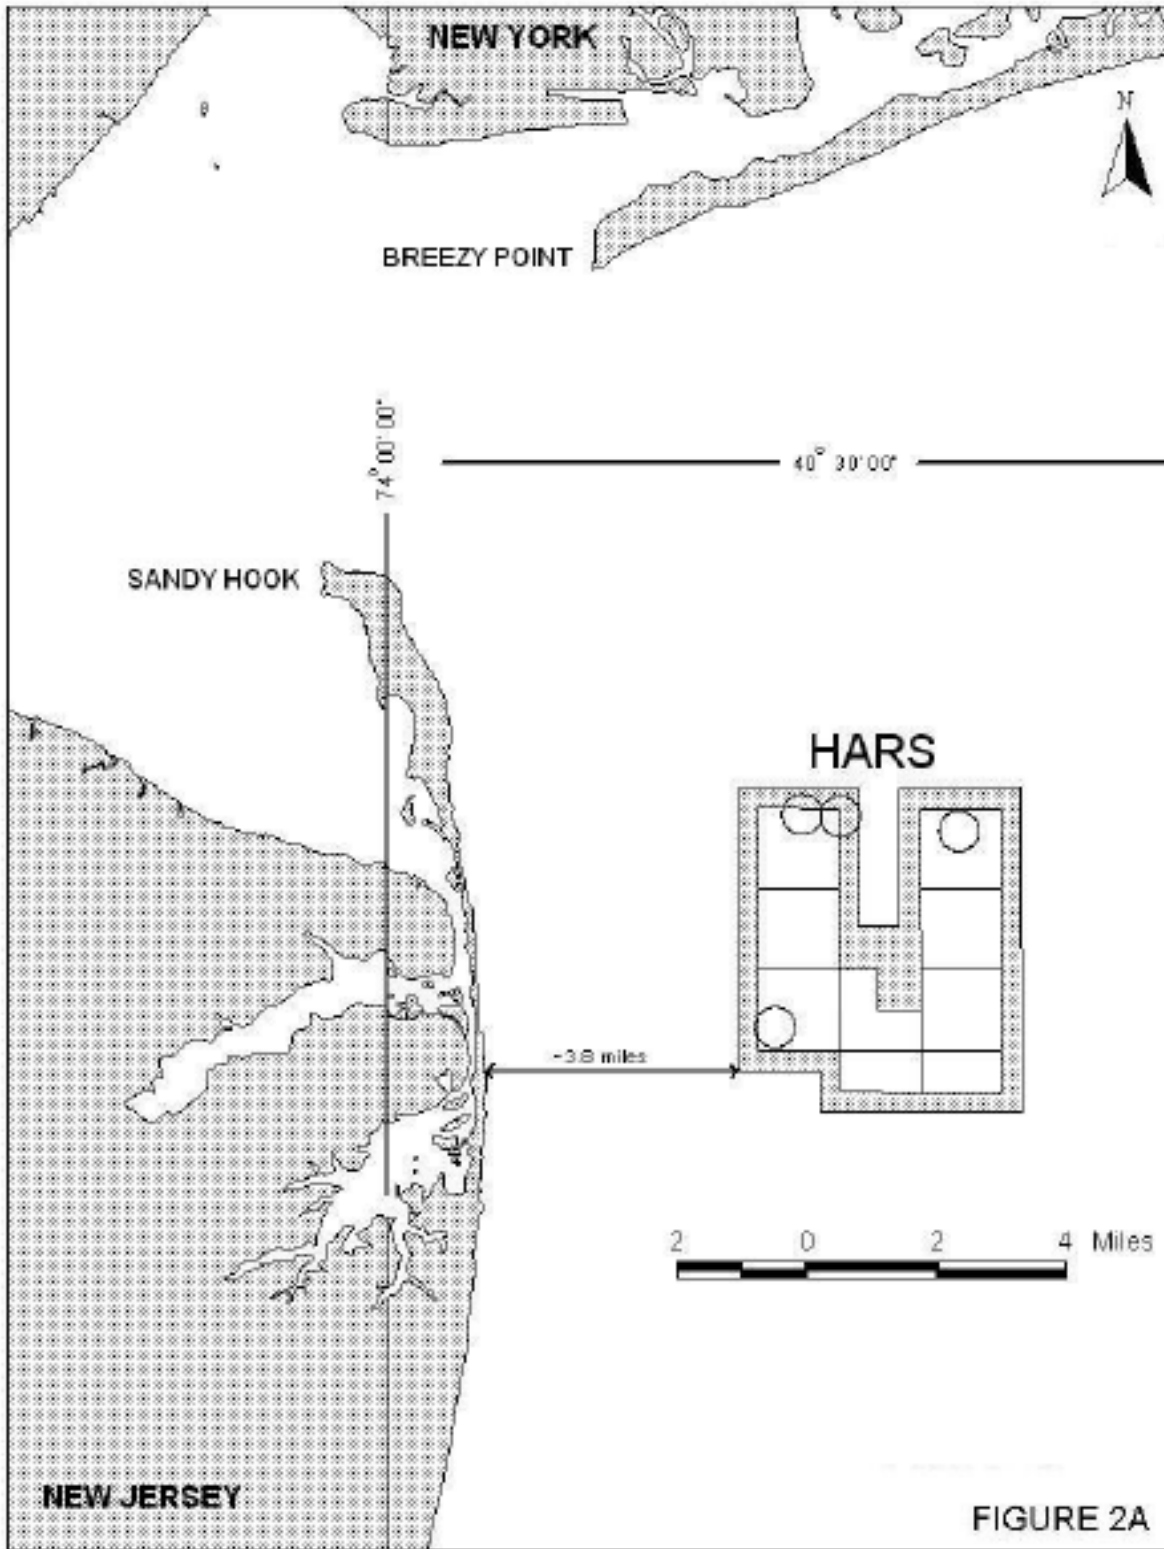 NEW YORK
N
BREEZY POINT
74° 00' 00"
40° 30' 00"
SANDY HOOK
HARS
~3.8 miles
2 0 2 4 Miles
NEW JERSEY
FIGURE 2A